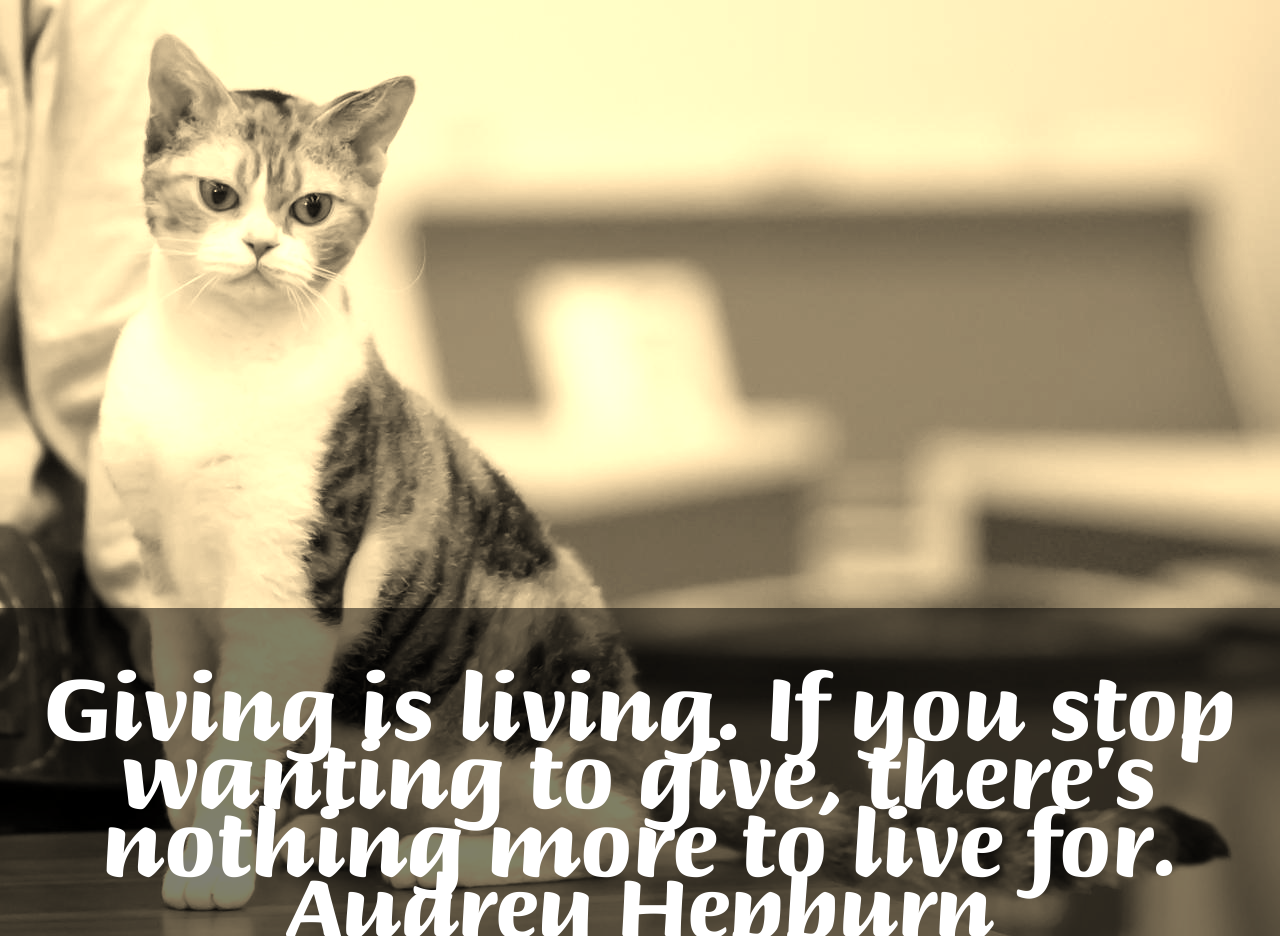 Giving is living. If you stop
wanting to give, there's
nothing more to live for.
Audrey Hepburn